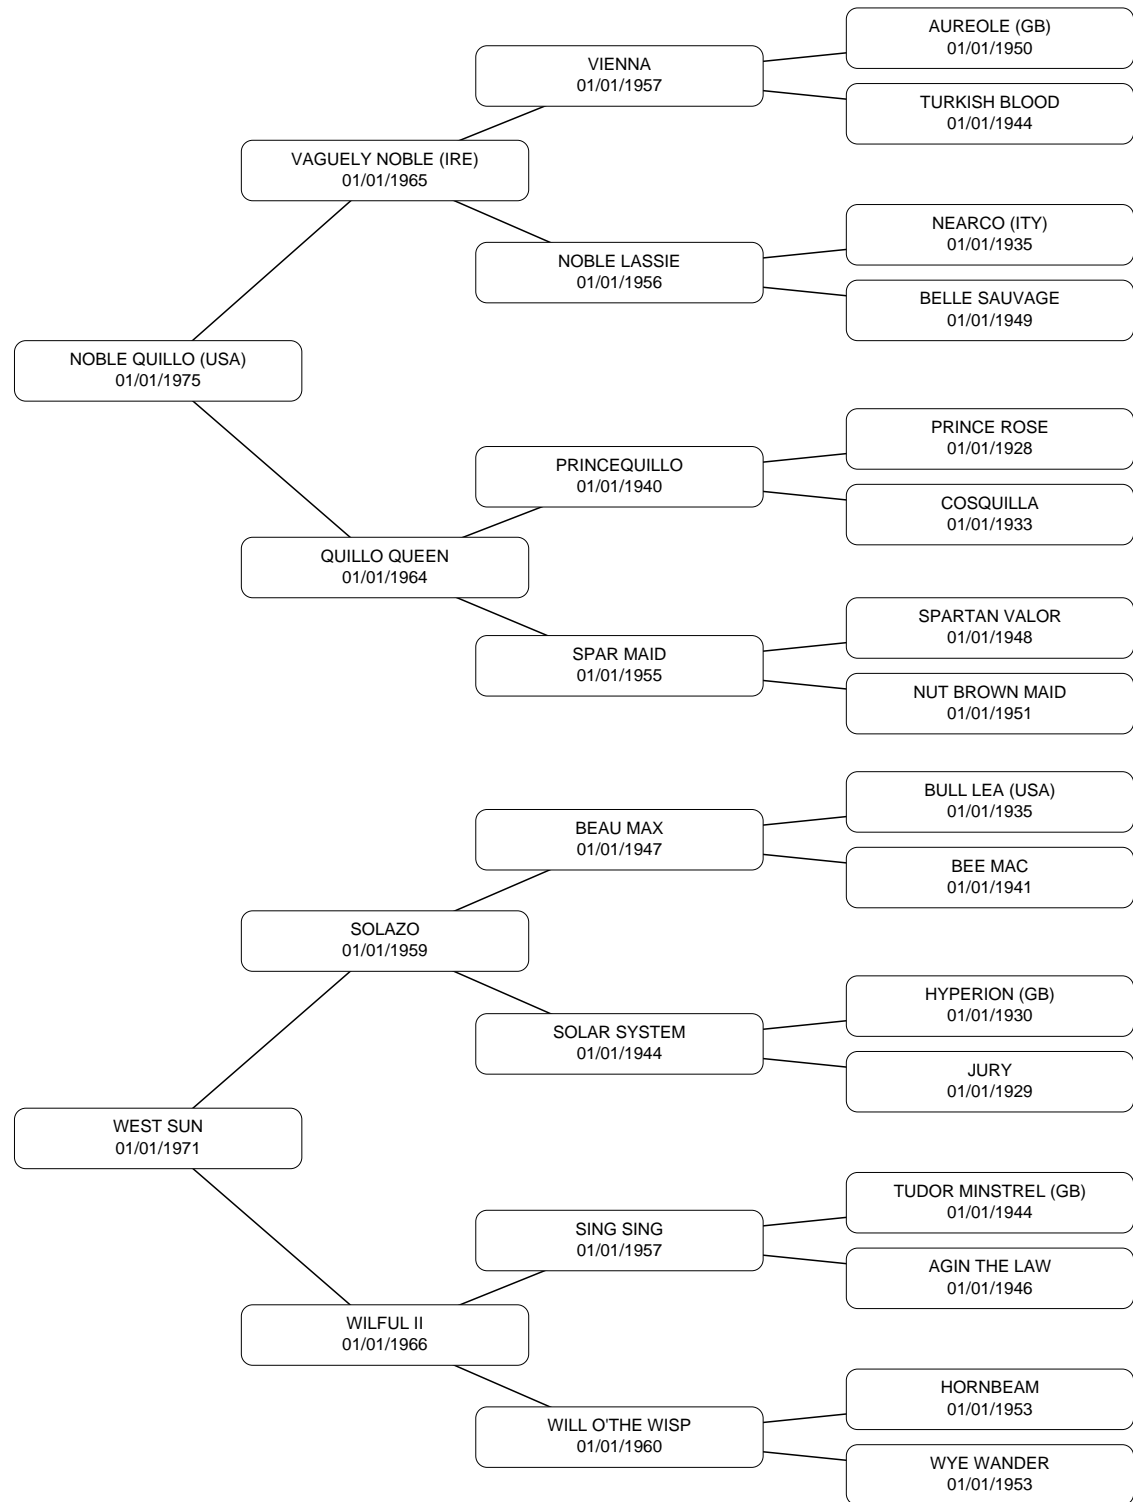 AUREOLE (GB)
01/01/1950
VIENNA
01/01/1957
TURKISH BLOOD
01/01/1944
VAGUELY NOBLE (IRE)
01/01/1965
NEARCO (ITY)
01/01/1935
NOBLE LASSIE
01/01/1956
BELLE SAUVAGE
01/01/1949
NOBLE QUILLO (USA)
01/01/1975
PRINCE ROSE
01/01/1928
PRINCEQUILLO
01/01/1940
COSQUILLA
01/01/1933
QUILLO QUEEN
01/01/1964
SPARTAN VALOR
01/01/1948
SPAR MAID
01/01/1955
NUT BROWN MAID
01/01/1951
BULL LEA (USA)
01/01/1935
BEAU MAX
01/01/1947
BEE MAC
01/01/1941
SOLAZO
01/01/1959
HYPERION (GB)
01/01/1930
SOLAR SYSTEM
01/01/1944
JURY
01/01/1929
WEST SUN
01/01/1971
TUDOR MINSTREL (GB)
01/01/1944
SING SING
01/01/1957
AGIN THE LAW
01/01/1946
WILFUL II
01/01/1966
HORNBEAM
01/01/1953
WILL O'THE WISP
01/01/1960
WYE WANDER
01/01/1953